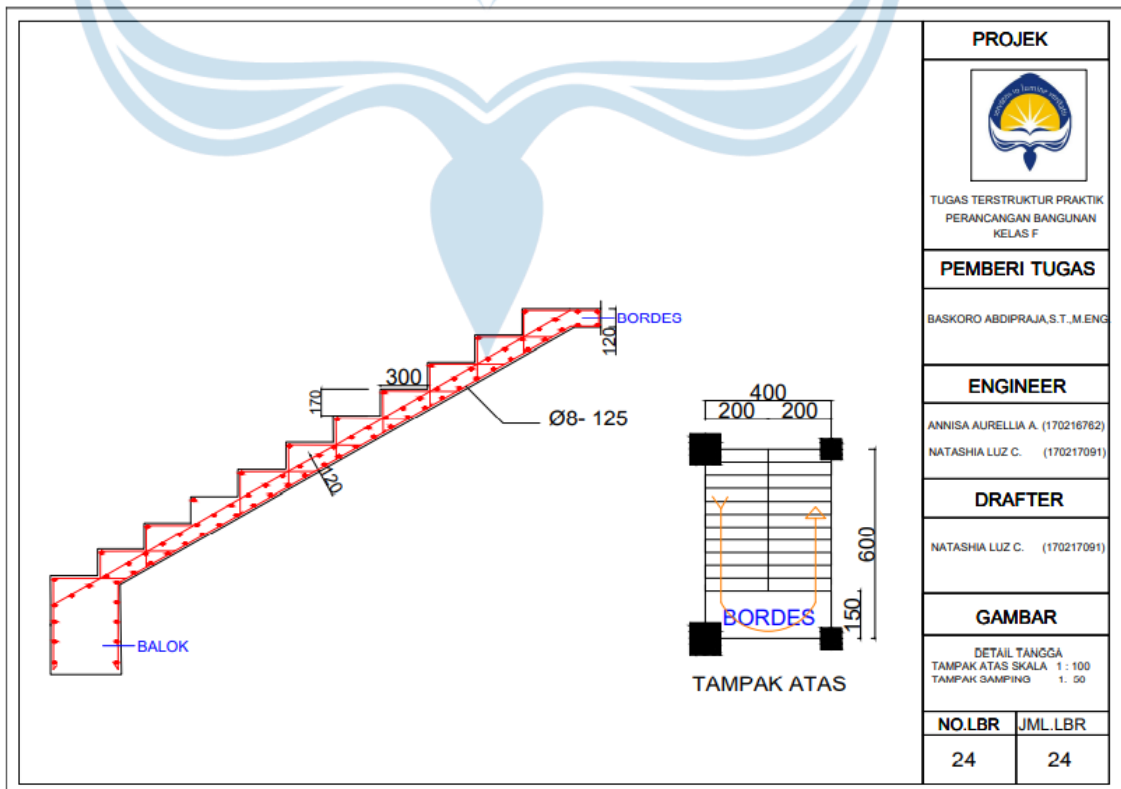 BORDES
120
300
170
Ø8- 125
120
BALOK
400
200 200
600
150
BORDES
TAMPAK ATAS
PROJEK
TUGAS TERSTRUKTUR PRAKTIK
PERANCANGAN BANGUNAN
KELAS F
PEMBERI TUGAS
BASKORO ABDIPRAJA,S.T.,M.ENG
ENGINEER
ANNISA AURELLIA A. (170216762)
NATASHIA LUZ C. (170217091)
DRAFTER
NATASHIA LUZ C. (170217091)
GAMBAR
DETAIL TANGGA
TAMPAK ATAS SKALA 1 : 100
TAMPAK SAMPING 1. 50
NO.LBR JML.LBR
24 24